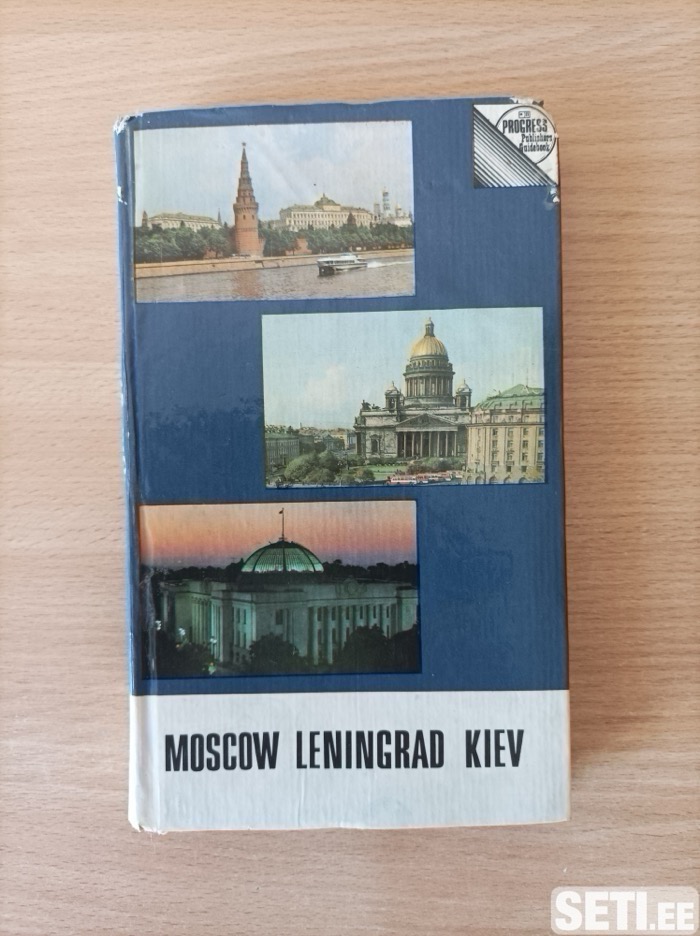 PROGRESS
Publishers
Guidebook
MOSCOW LENINGRAD KIEV
SETI.EE